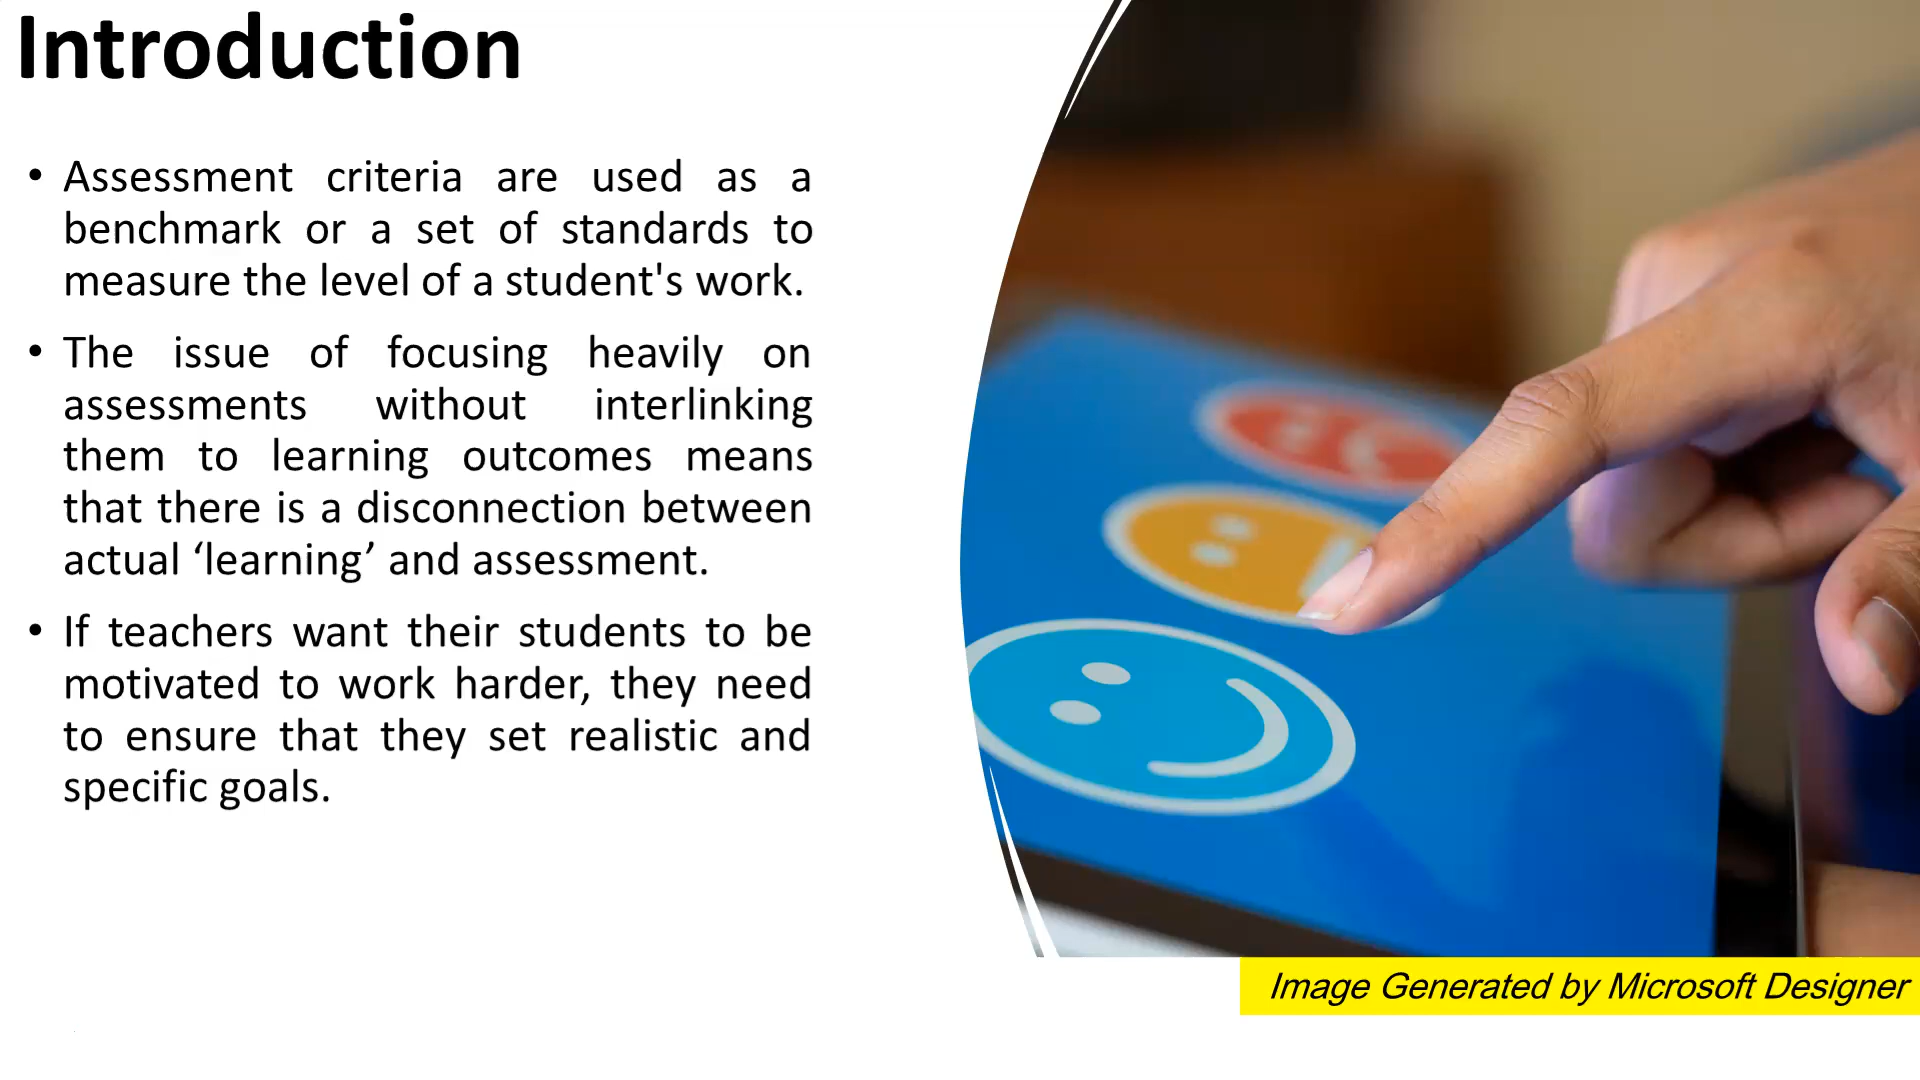 Introduction
• Assessment criteria are used as a
benchmark or a set of standards to
measure the level of a student's work.
• The issue of focusing heavily on
assessments without interlinking
them to learning outcomes means
that there is a disconnection between
actual ‘learning’ and assessment.
• If teachers want their students to be
motivated to work harder, they need
to ensure that they set realistic and
specific goals.
Image Generated by Microsoft Designer